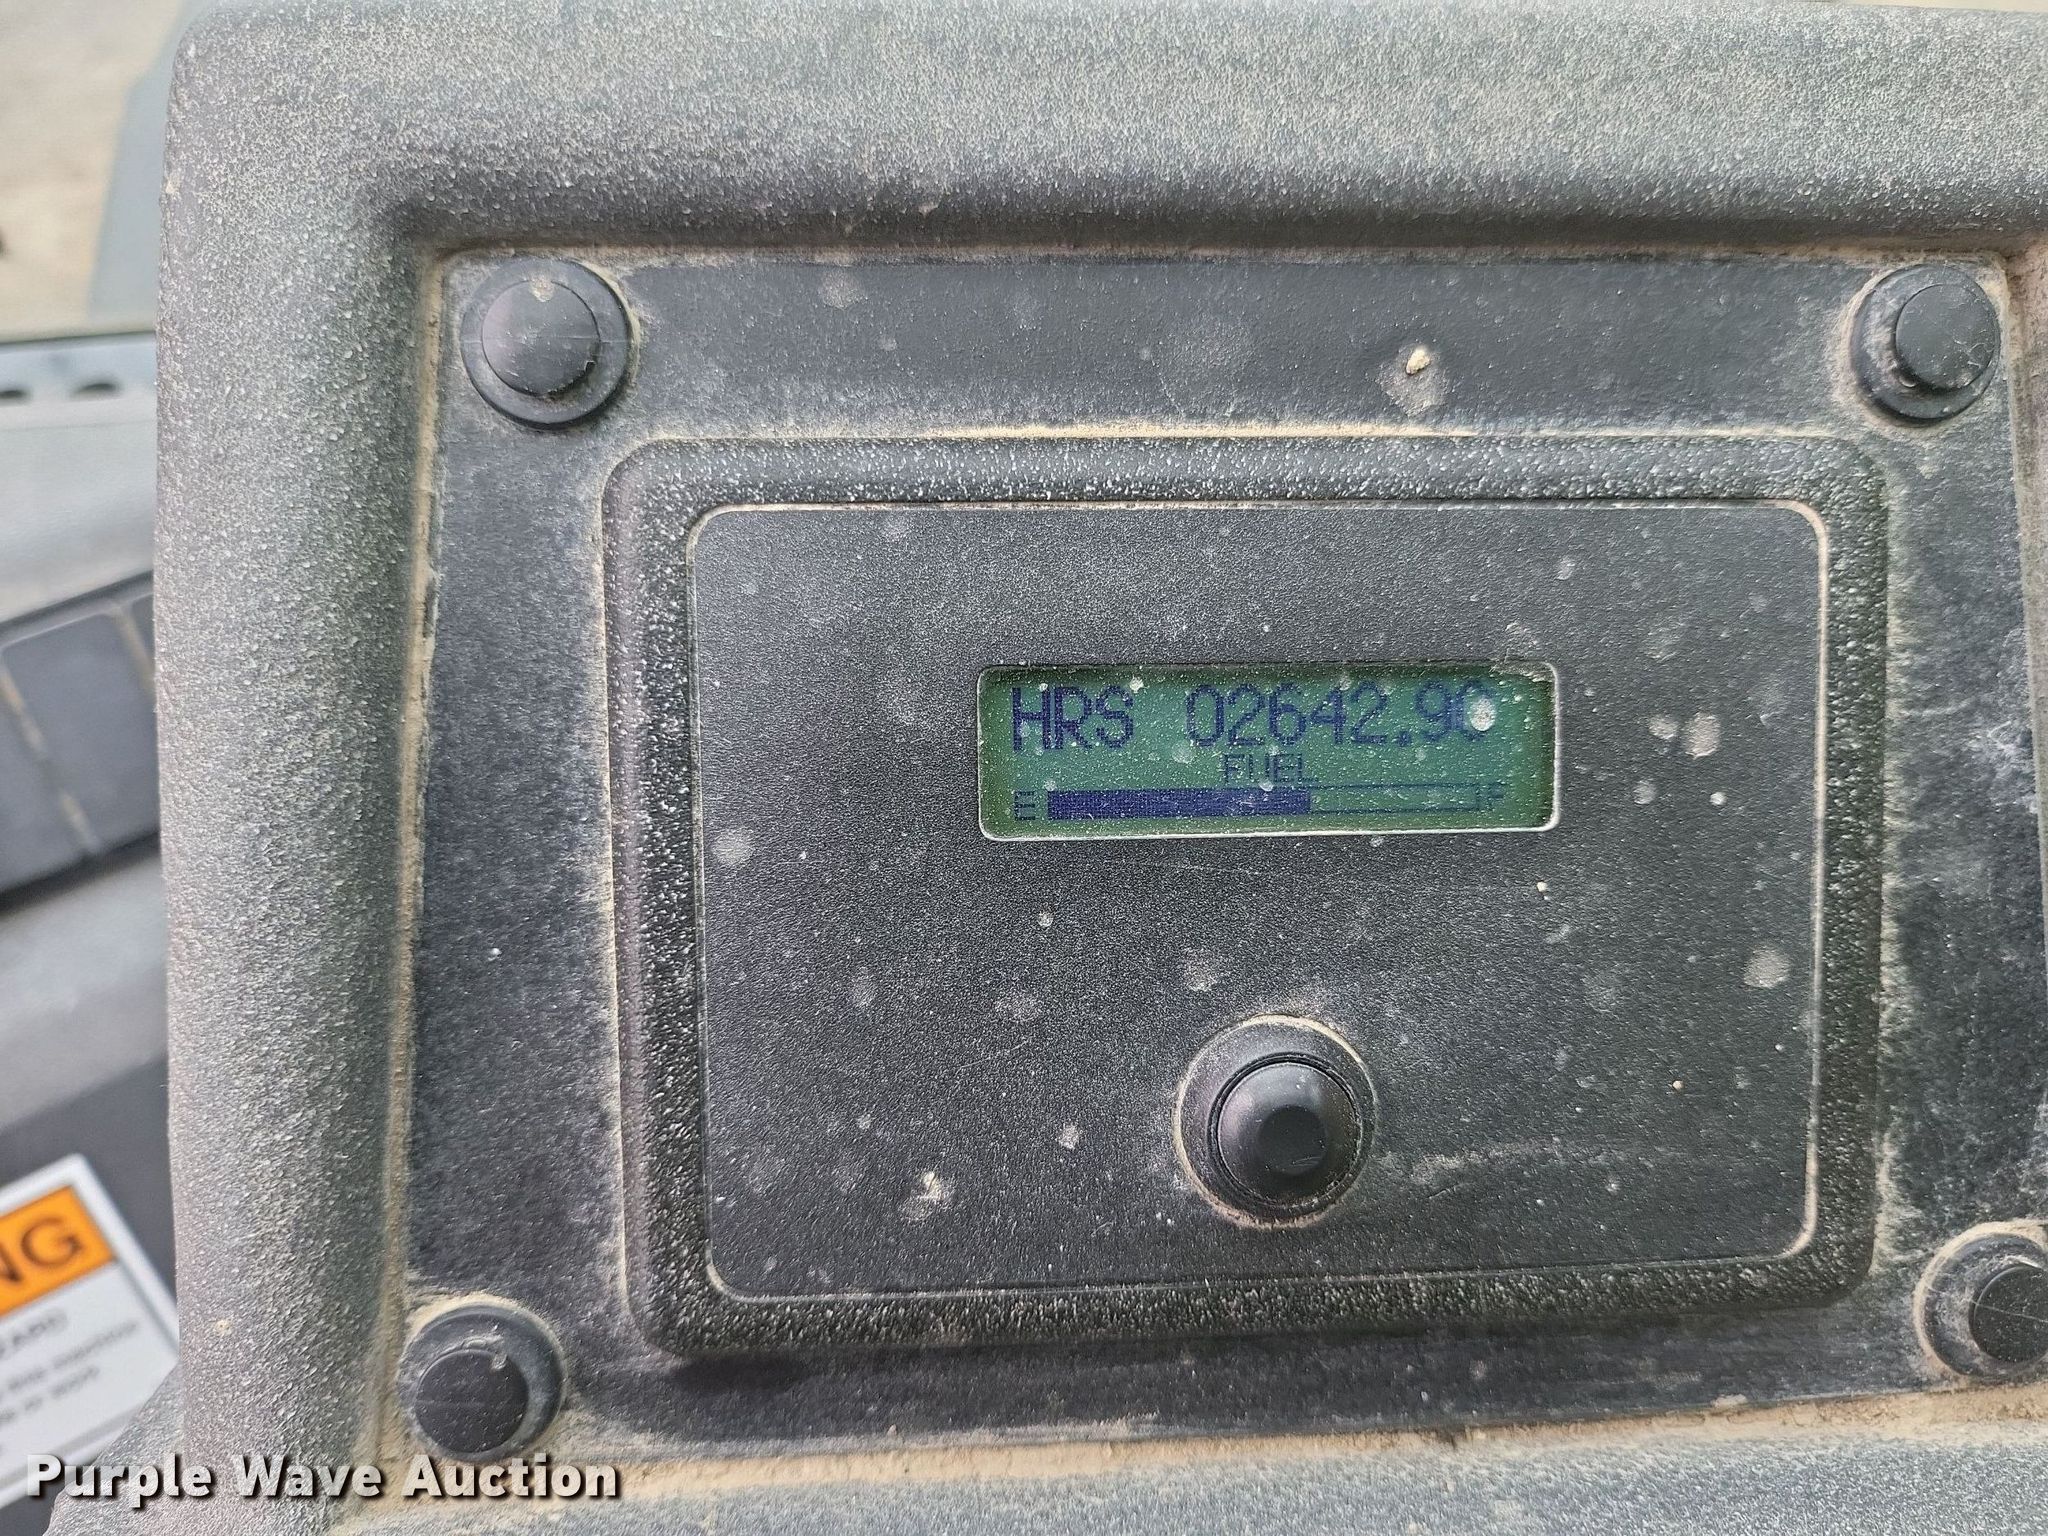 HRS 02642.90
FUEL
E F
NG
Purple Wave Auction